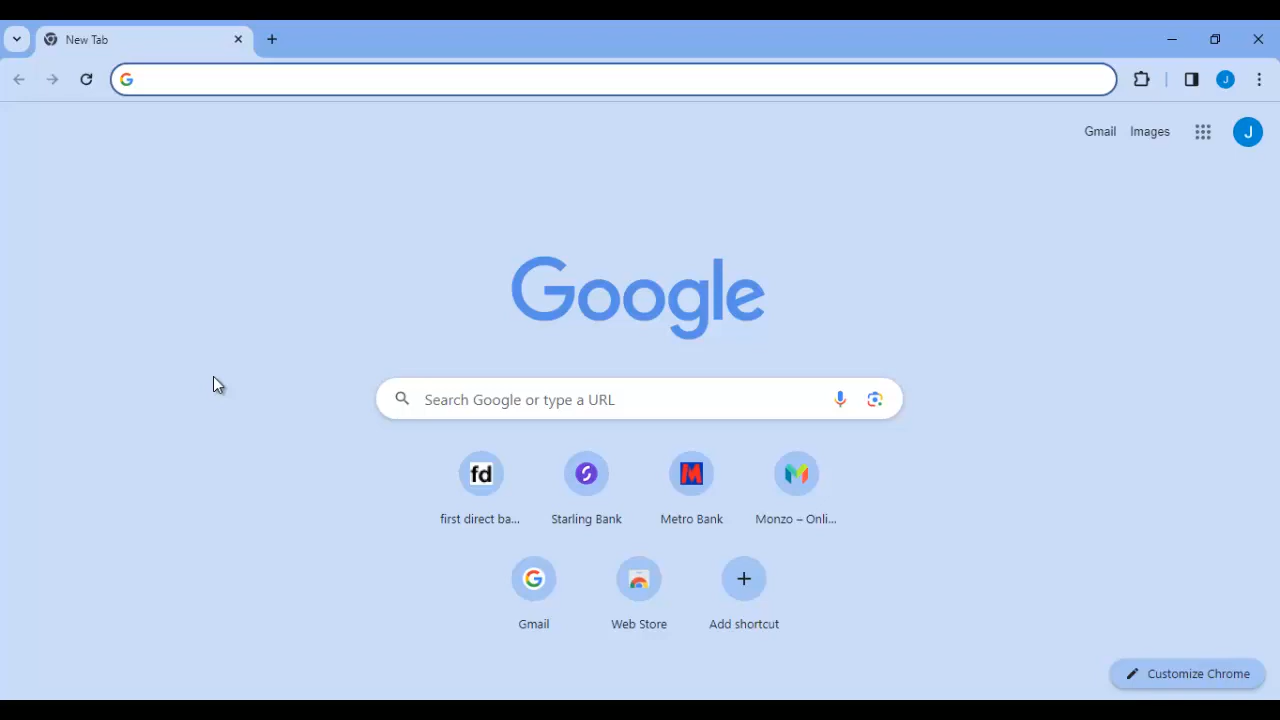 New Tab
Gmail Images J
Google
Search Google or type a URL
fd
first direct ba... Starling Bank Metro Bank Monzo – Onli...
Gmail Web Store Add shortcut
Customize Chrome